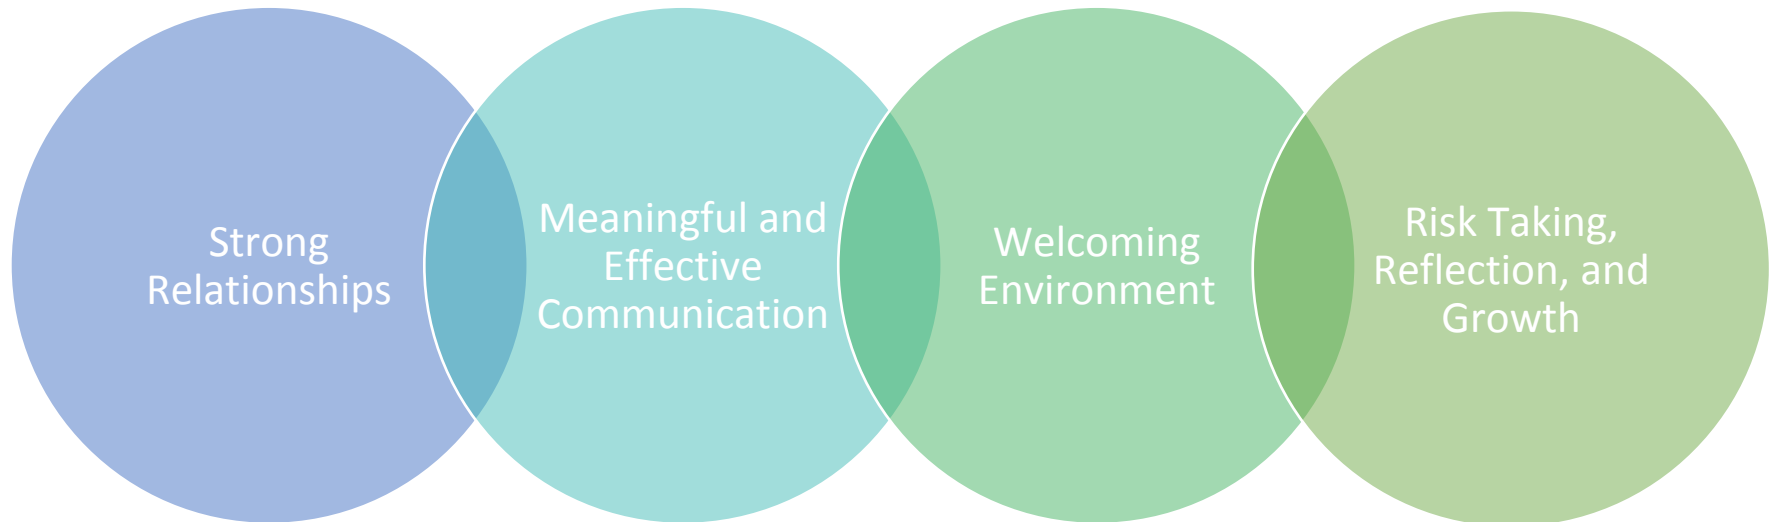 Strong
Relationships
Meaningful and
Effective
Communication
Welcoming
Environment
Risk Taking,
Reflection, and
Growth